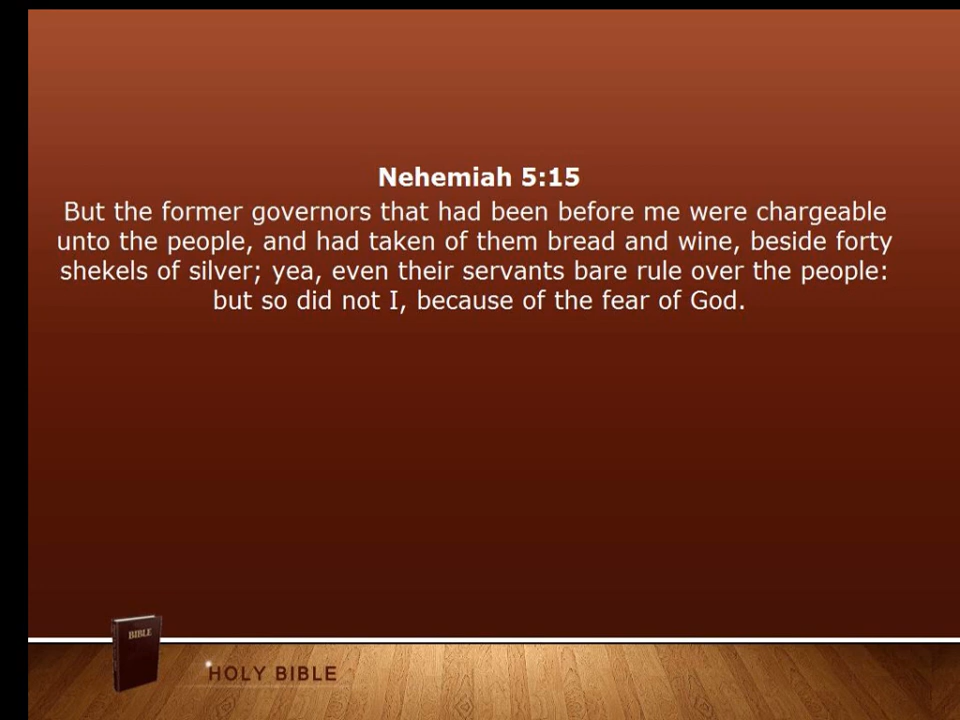 Nehemiah 5:15
But the former governors that had been before me were chargeable
unto the people, and had taken of them bread and wine, beside forty
shekels of silver; yea, even their servants bare rule over the people:
but so did not I, because of the fear of God.
BIBLE
HOLY BIBLE